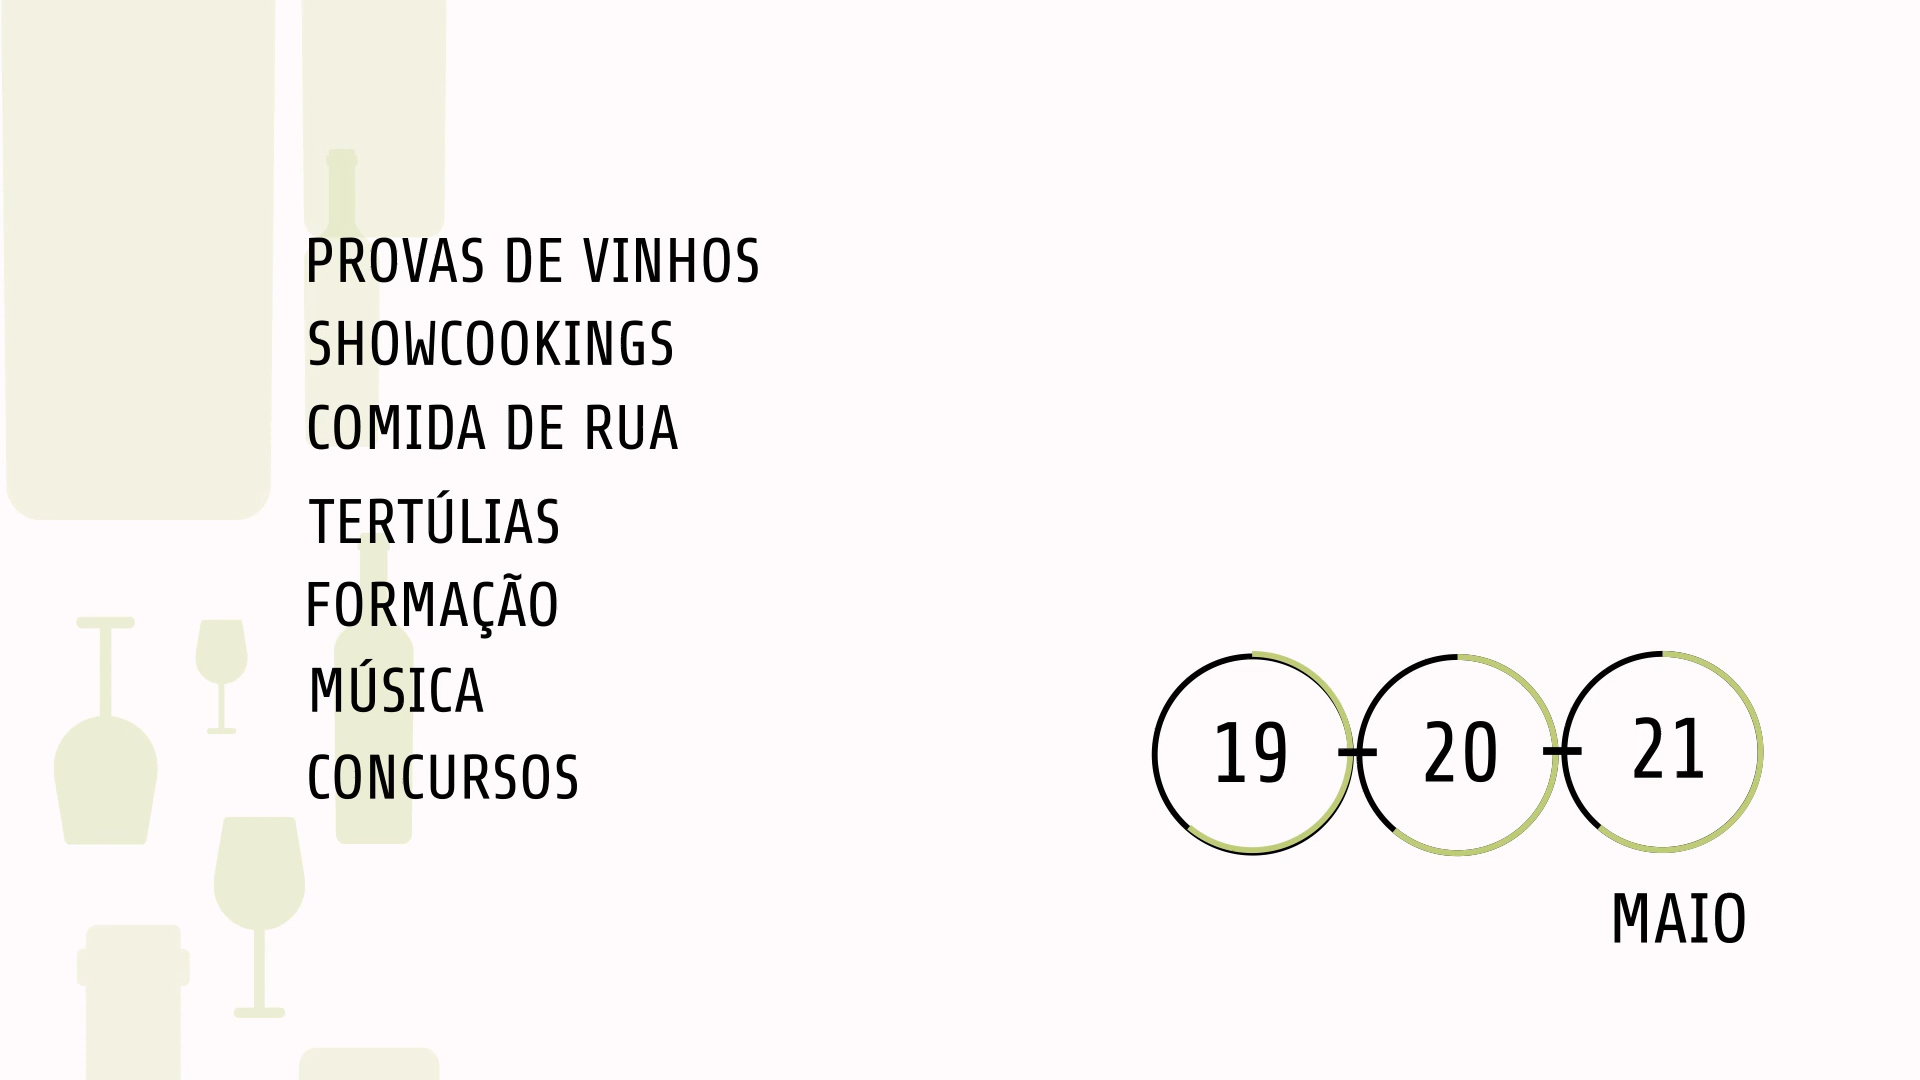 PROVAS DE VINHOS
SHOWCOOKINGS
COMIDA DE RUA
TERTÚLIAS
FORMAÇÃO
MÚSICA
CONCURSOS
19 - 20 - 21
MAIO